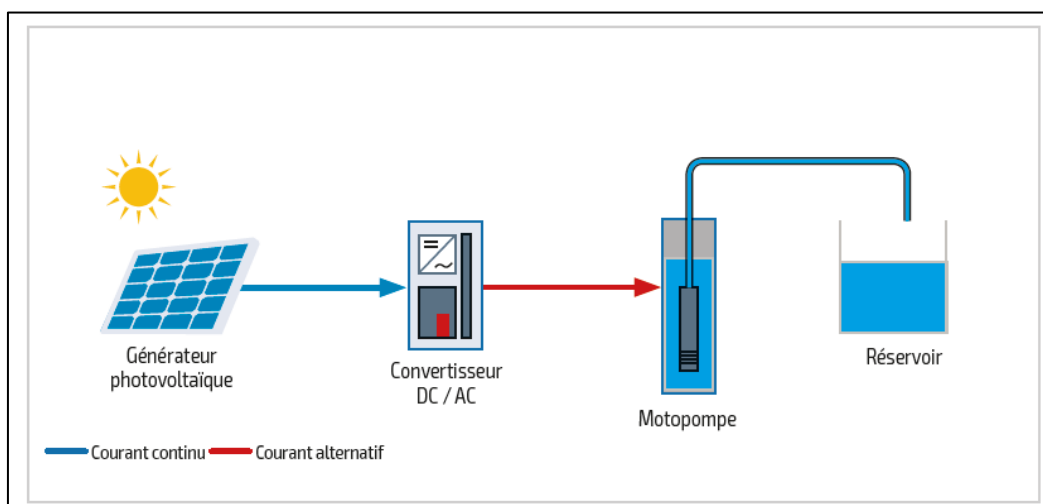 Générateur
photovoltaïque
Convertisseur
DC / AC
Motopompe
Réservoir
Courant continu
Courant alternatif